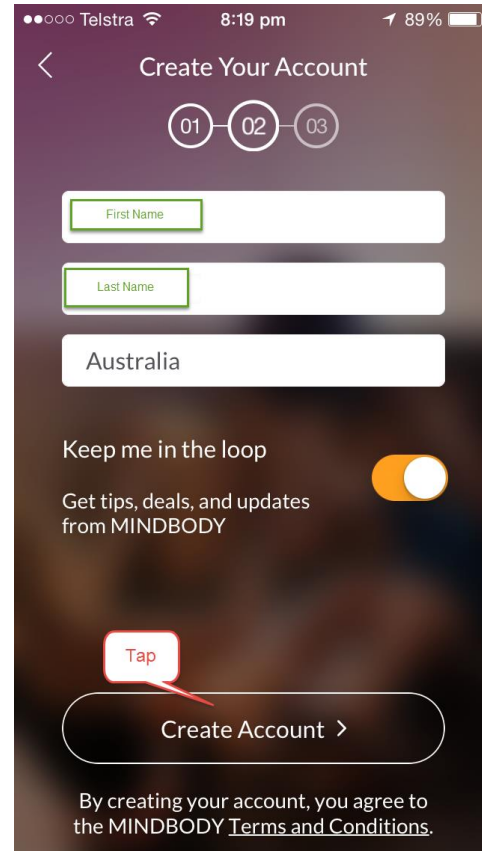 Telstra 8:19 pm 89%
Create Your Account
01 02 03
First Name
Last Name
Australia
Keep me in the loop
Get tips, deals, and updates
from MINDBODY
Tap
Create Account >
By creating your account, you agree to
the MINDBODY Terms and Conditions.